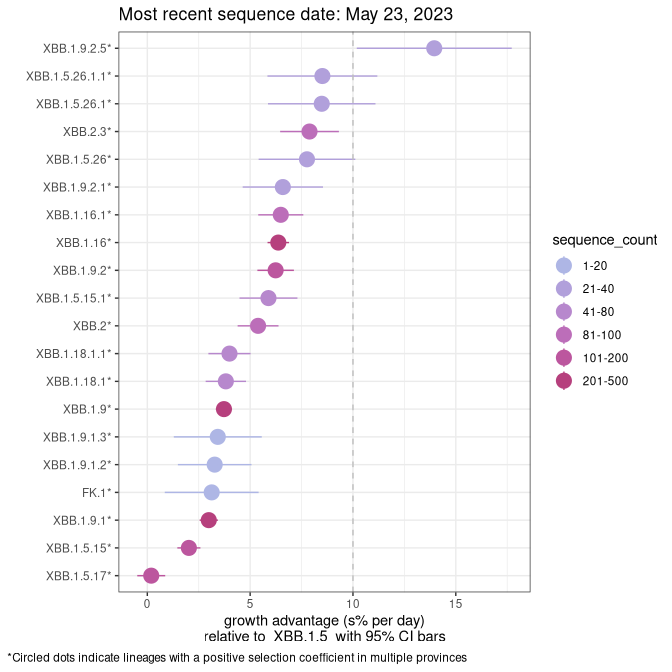 Most recent sequence date: May 23, 2023
XBB.1.9.2.5*
XBB.1.5.26.1.1*
XBB.1.5.26.1*
XBB.2.3*
XBB.1.5.26*
XBB.1.9.2.1*
XBB.1.16.1*
XBB.1.16*
XBB.1.9.2*
XBB.1.5.15.1*
XBB.2*
XBB.1.18.1.1*
XBB.1.18.1*
XBB.1.9*
XBB.1.9.1.3*
XBB.1.9.1.2*
FK.1*
XBB.1.9.1*
XBB.1.5.15*
XBB.1.5.17*
0 5 10 15
growth advantage (s% per day)
relative to XBB.1.5 with 95% CI bars
sequence_count
1-20
21-40
41-80
81-100
101-200
201-500
*Circled dots indicate lineages with a positive selection coefficient in multiple provinces